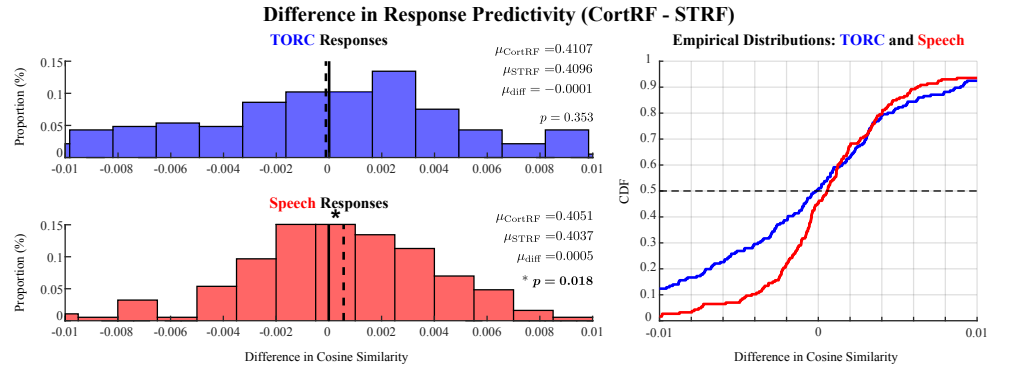 Difference in Response Predictivity (CortRF - STRF)
TORC Responses
μCortRF =0.4107
μSTRF =0.4096
μdiff = −0.0001
p = 0.353
Proportion (%)
0.15
0.1
0.05
0
-0.01 -0.008 -0.006 -0.004 -0.002 0 0.002 0.004 0.006 0.008 0.01
Speech Responses
*
μCortRF =0.4051
μSTRF =0.4037
μdiff =0.0005
* p = 0.018
Proportion (%)
0.15
0.1
0.05
0
-0.01 -0.008 -0.006 -0.004 -0.002 0 0.002 0.004 0.006 0.008 0.01
Difference in Cosine Similarity
Empirical Distributions: TORC and Speech
CDF
1
0.9
0.8
0.7
0.6
0.5
0.4
0.3
0.2
0.1
0
-0.01 0 0.01
Difference in Cosine Similarity